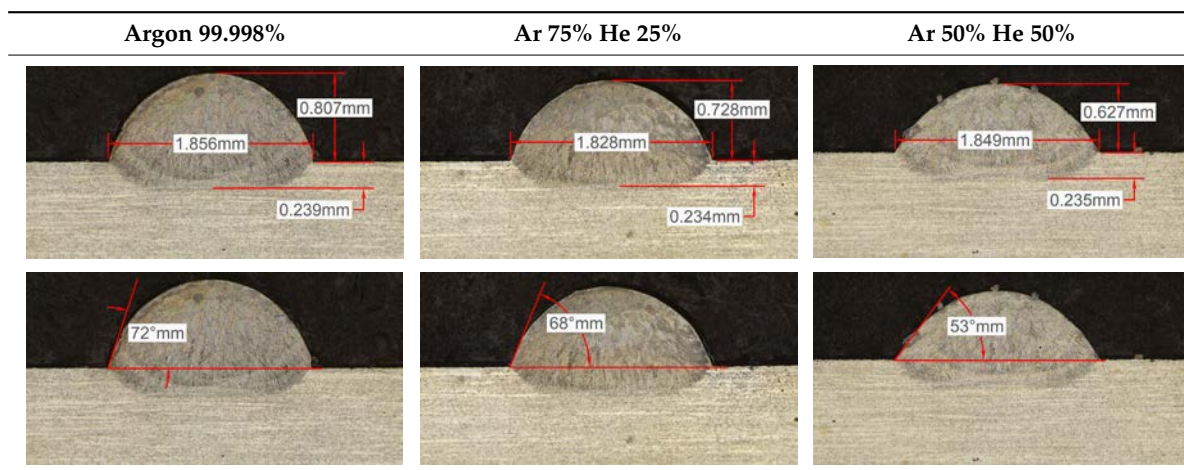 Argon 99.998%
Ar 75% He 25%
Ar 50% He 50%
0.807mm
1.856mm
0.239mm
0.728mm
1.828mm
0.234mm
0.627mm
1.849mm
0.235mm
72°mm
68°mm
53°mm